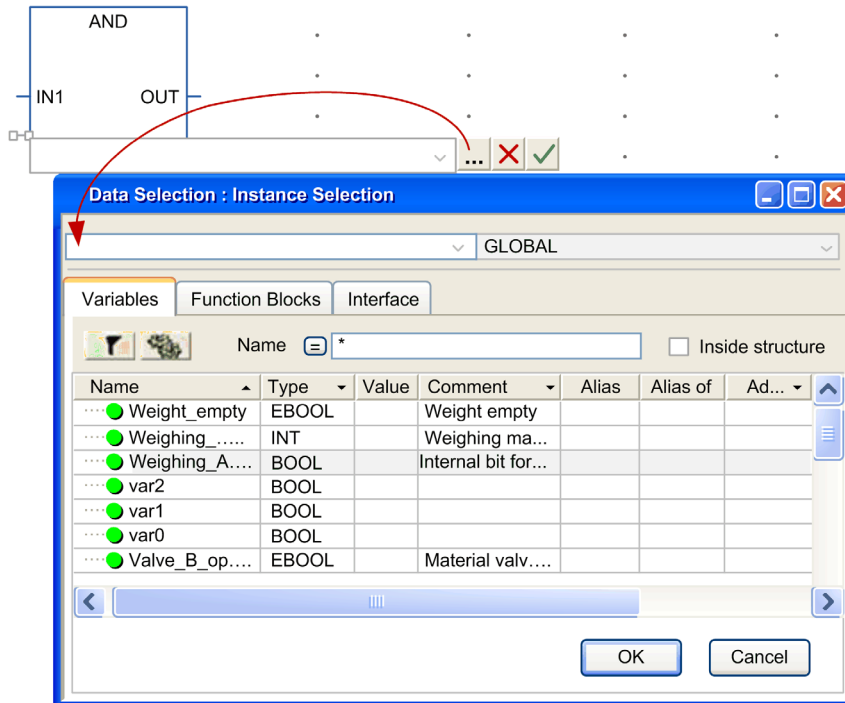 AND
IN1 OUT
...
Data Selection : Instance Selection
GLOBAL
Variables Function Blocks Interface
Name = * Inside structure
Name Type Value Comment Alias Alias of Ad...
Weight_empty EBOOL Weight empty
Weighing_..... INT Weighing ma...
Weighing_A.... BOOL Internal bit for...
var2 BOOL
var1 BOOL
var0 BOOL
Valve_B_op.... EBOOL Material valv....
OK Cancel